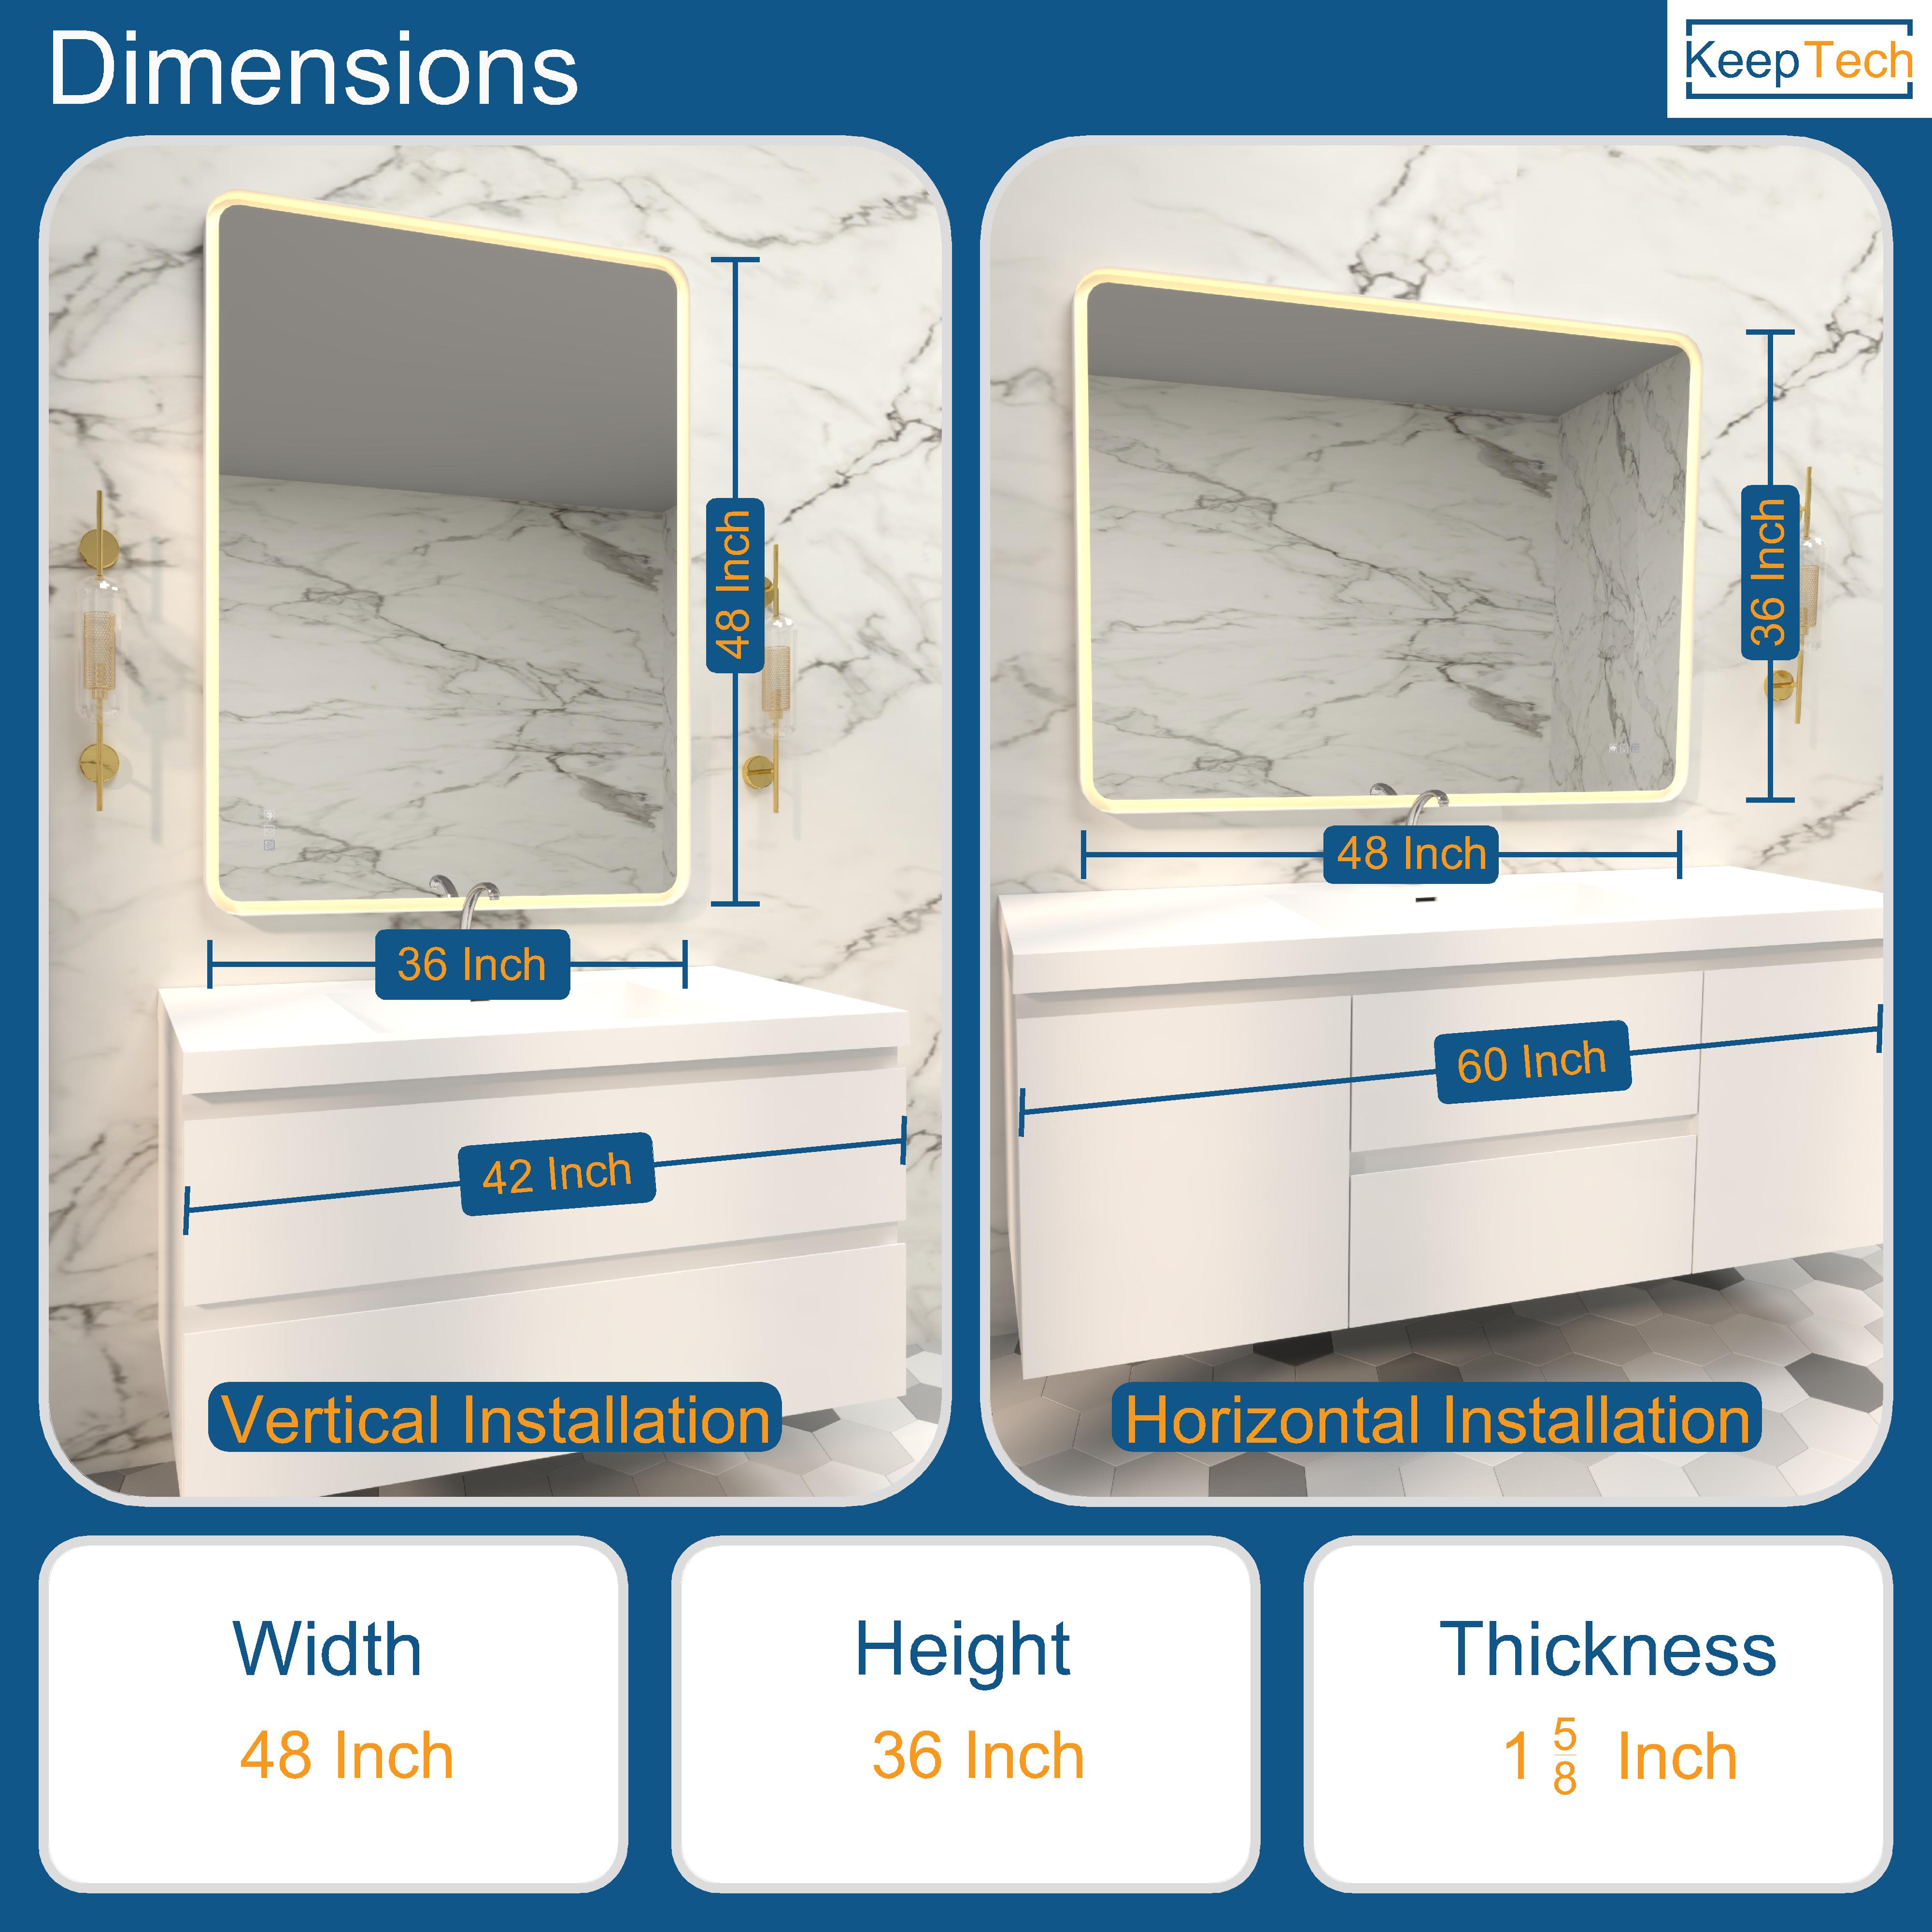 Dimensions
KeepTech
48 Inch
36 Inch
42 Inch
Vertical Installation
36 Inch
48 Inch
60 Inch
Horizontal Installation
Width
48 Inch
Height
36 Inch
Thickness
1 5/8 Inch